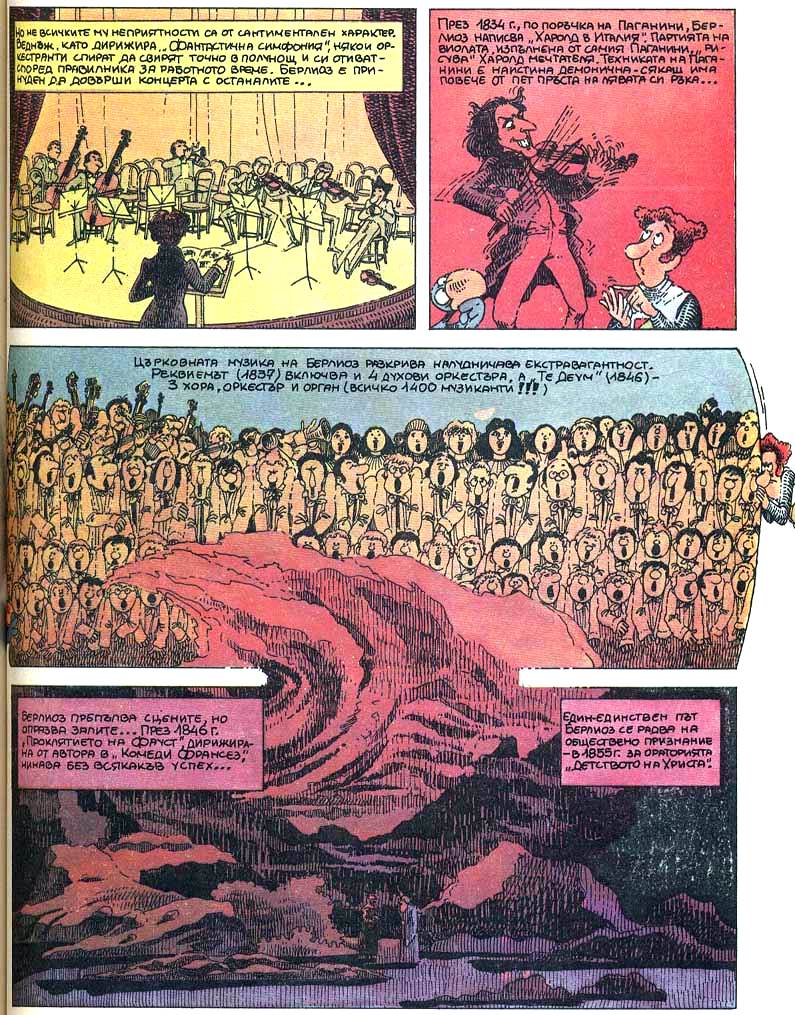 Но не всичките му неприятности са от сантиментален характер.
Веднъж, като дирижира „Фантастична симфония“, някои ор-
кестранти спират да свирят точно в полунощ и си отиват-
според правилника за работното време. Берлиоз е при-
нуден да довърши концерта с останалите...
През 1834 г., по поръчка на Паганини, Бер-
лиоз написва „Харолд в Италия“. Партията на
виолата, изпълнена от самия Паганини, „ри-
сува“ Харолд мечтателя. Техниката на Пага-
нини е наистина демонична-сякаш има
повече от пет пръста на лявата си ръка...
Църковната музика на Берлиоз разкрива налудничава екстравагантност.
Реквиемът (1837) включва и 4 духови оркестъра, а „Те Деум“ (1846)-
3 хора, оркестър и орган (всичко 1400 музиканти!!!)
Берлиоз препълва сцените, но
опразва залите... През 1846 г.
„Проклятието на Фауст“, дирижира-
на от автора в „Комеди Франсез“,
минава без всякакъв успех...
Един-единствен път
Берлиоз се радва на
обществено признание
- в 1855 г. за ораторията
„Детството на Христа“.